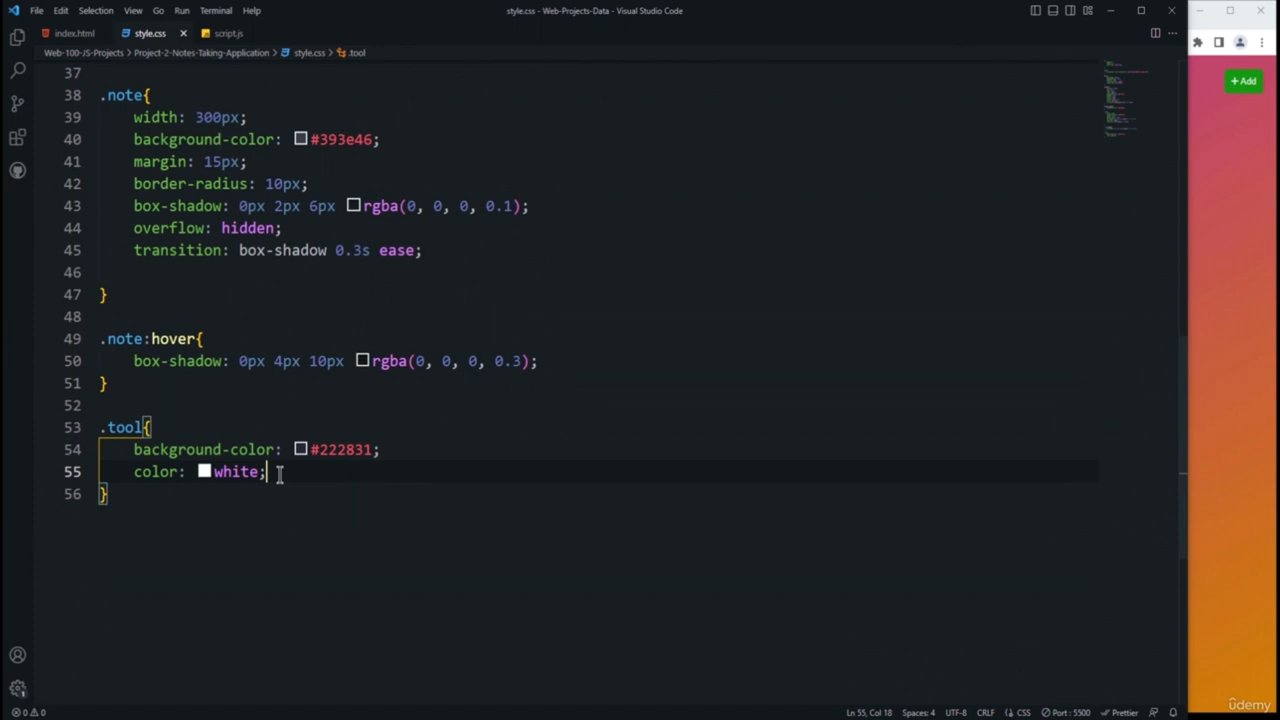 File Edit Selection View Go Run Terminal Help
style.css - Web-Projects-Data - Visual Studio Code
index.html style.css script.js
Web-100-JS-Projects > Project-2-Notes-Taking-Application > style.css > .tool
37
38 .note{
39 width: 300px;
40 background-color: #393e46;
41 margin: 15px;
42 border-radius: 10px;
43 box-shadow: 0px 2px 6px rgba(0, 0, 0, 0.1);
44 overflow: hidden;
45 transition: box-shadow 0.3s ease;
46
47 }
48
49 .note:hover{
50 box-shadow: 0px 4px 10px rgba(0, 0, 0, 0.3);
51 }
52
53 .tool{
54 background-color: #222831;
55 color: white;
56 }
+ Add
0 0 Ln 55, Col 18 Spaces: 4 UTF-8 CRLF CSS Port : 5500 Prettier
ûdemy